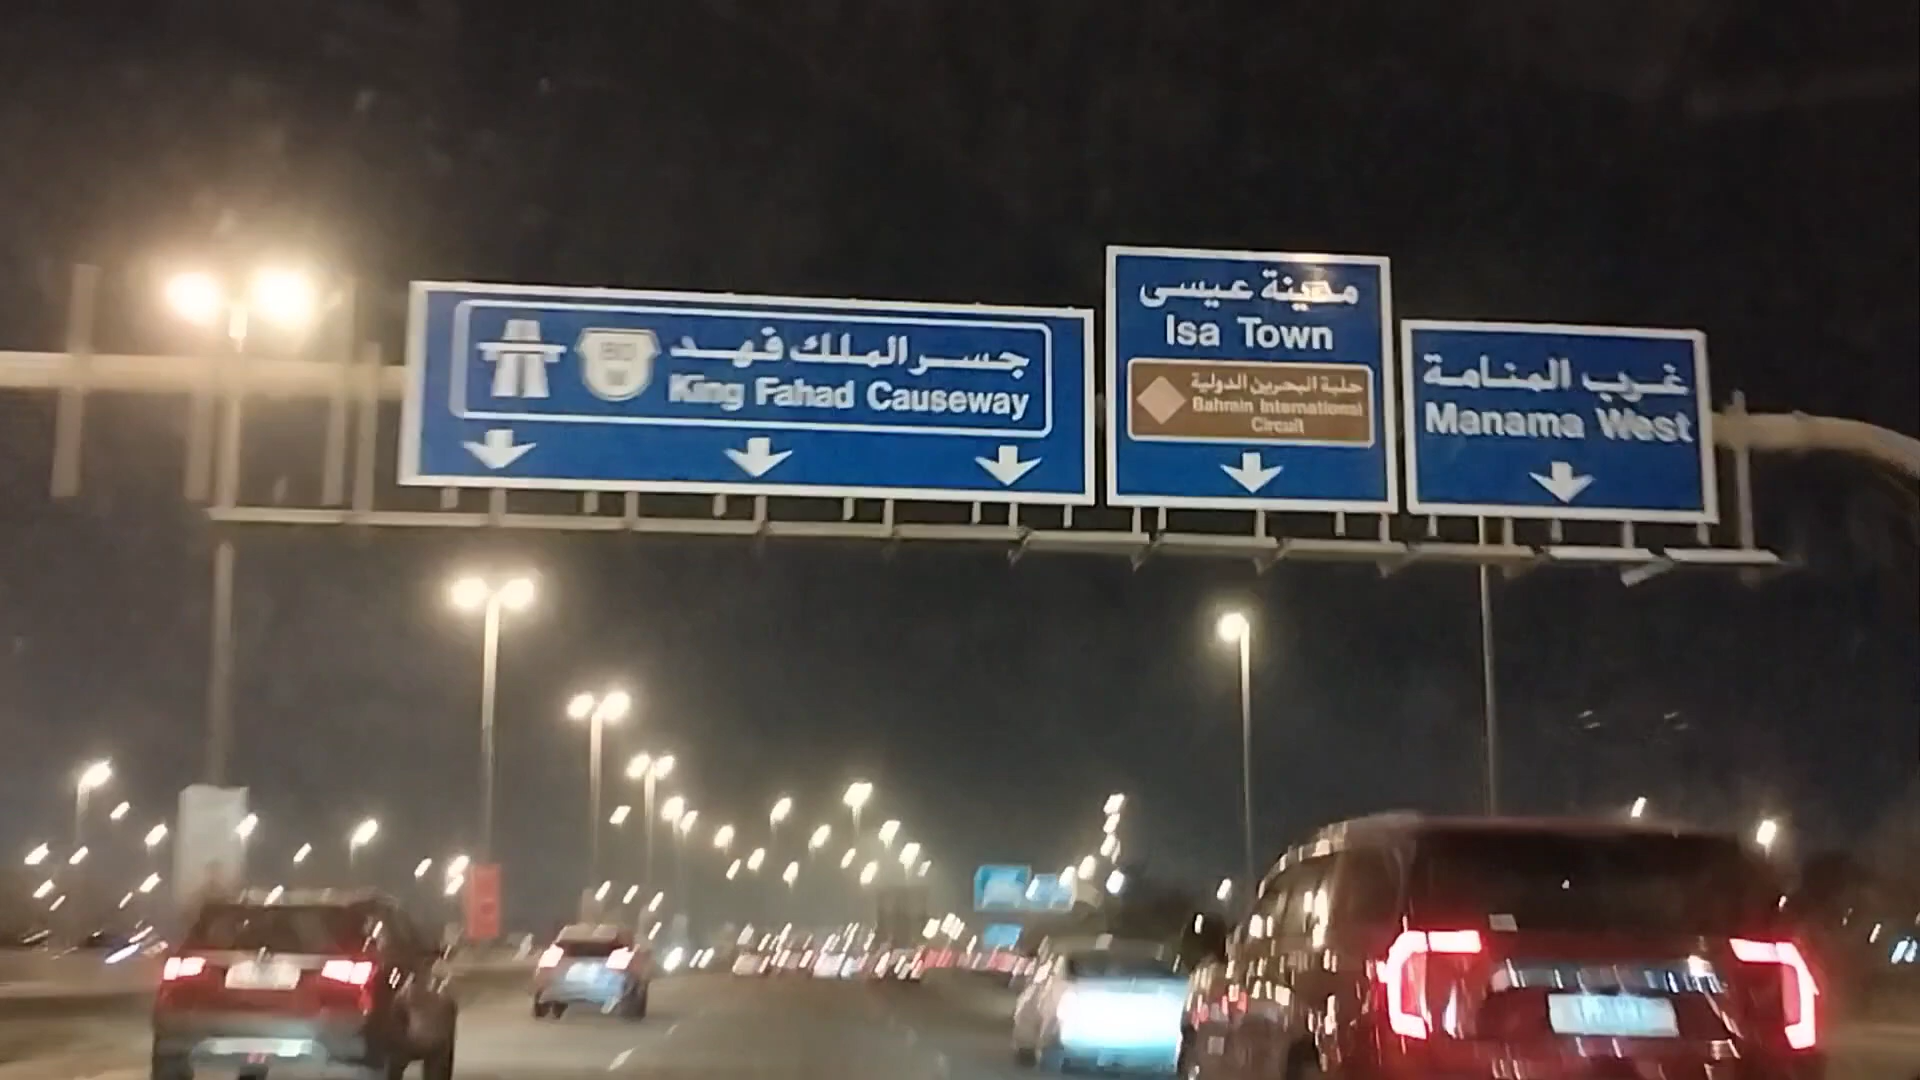 جسر الملك فهد
King Fahad Causeway
مدينة عيسى
Isa Town
حلبة البحرين الدولية
Bahrain International
Circuit
غرب المنامة
Manama West